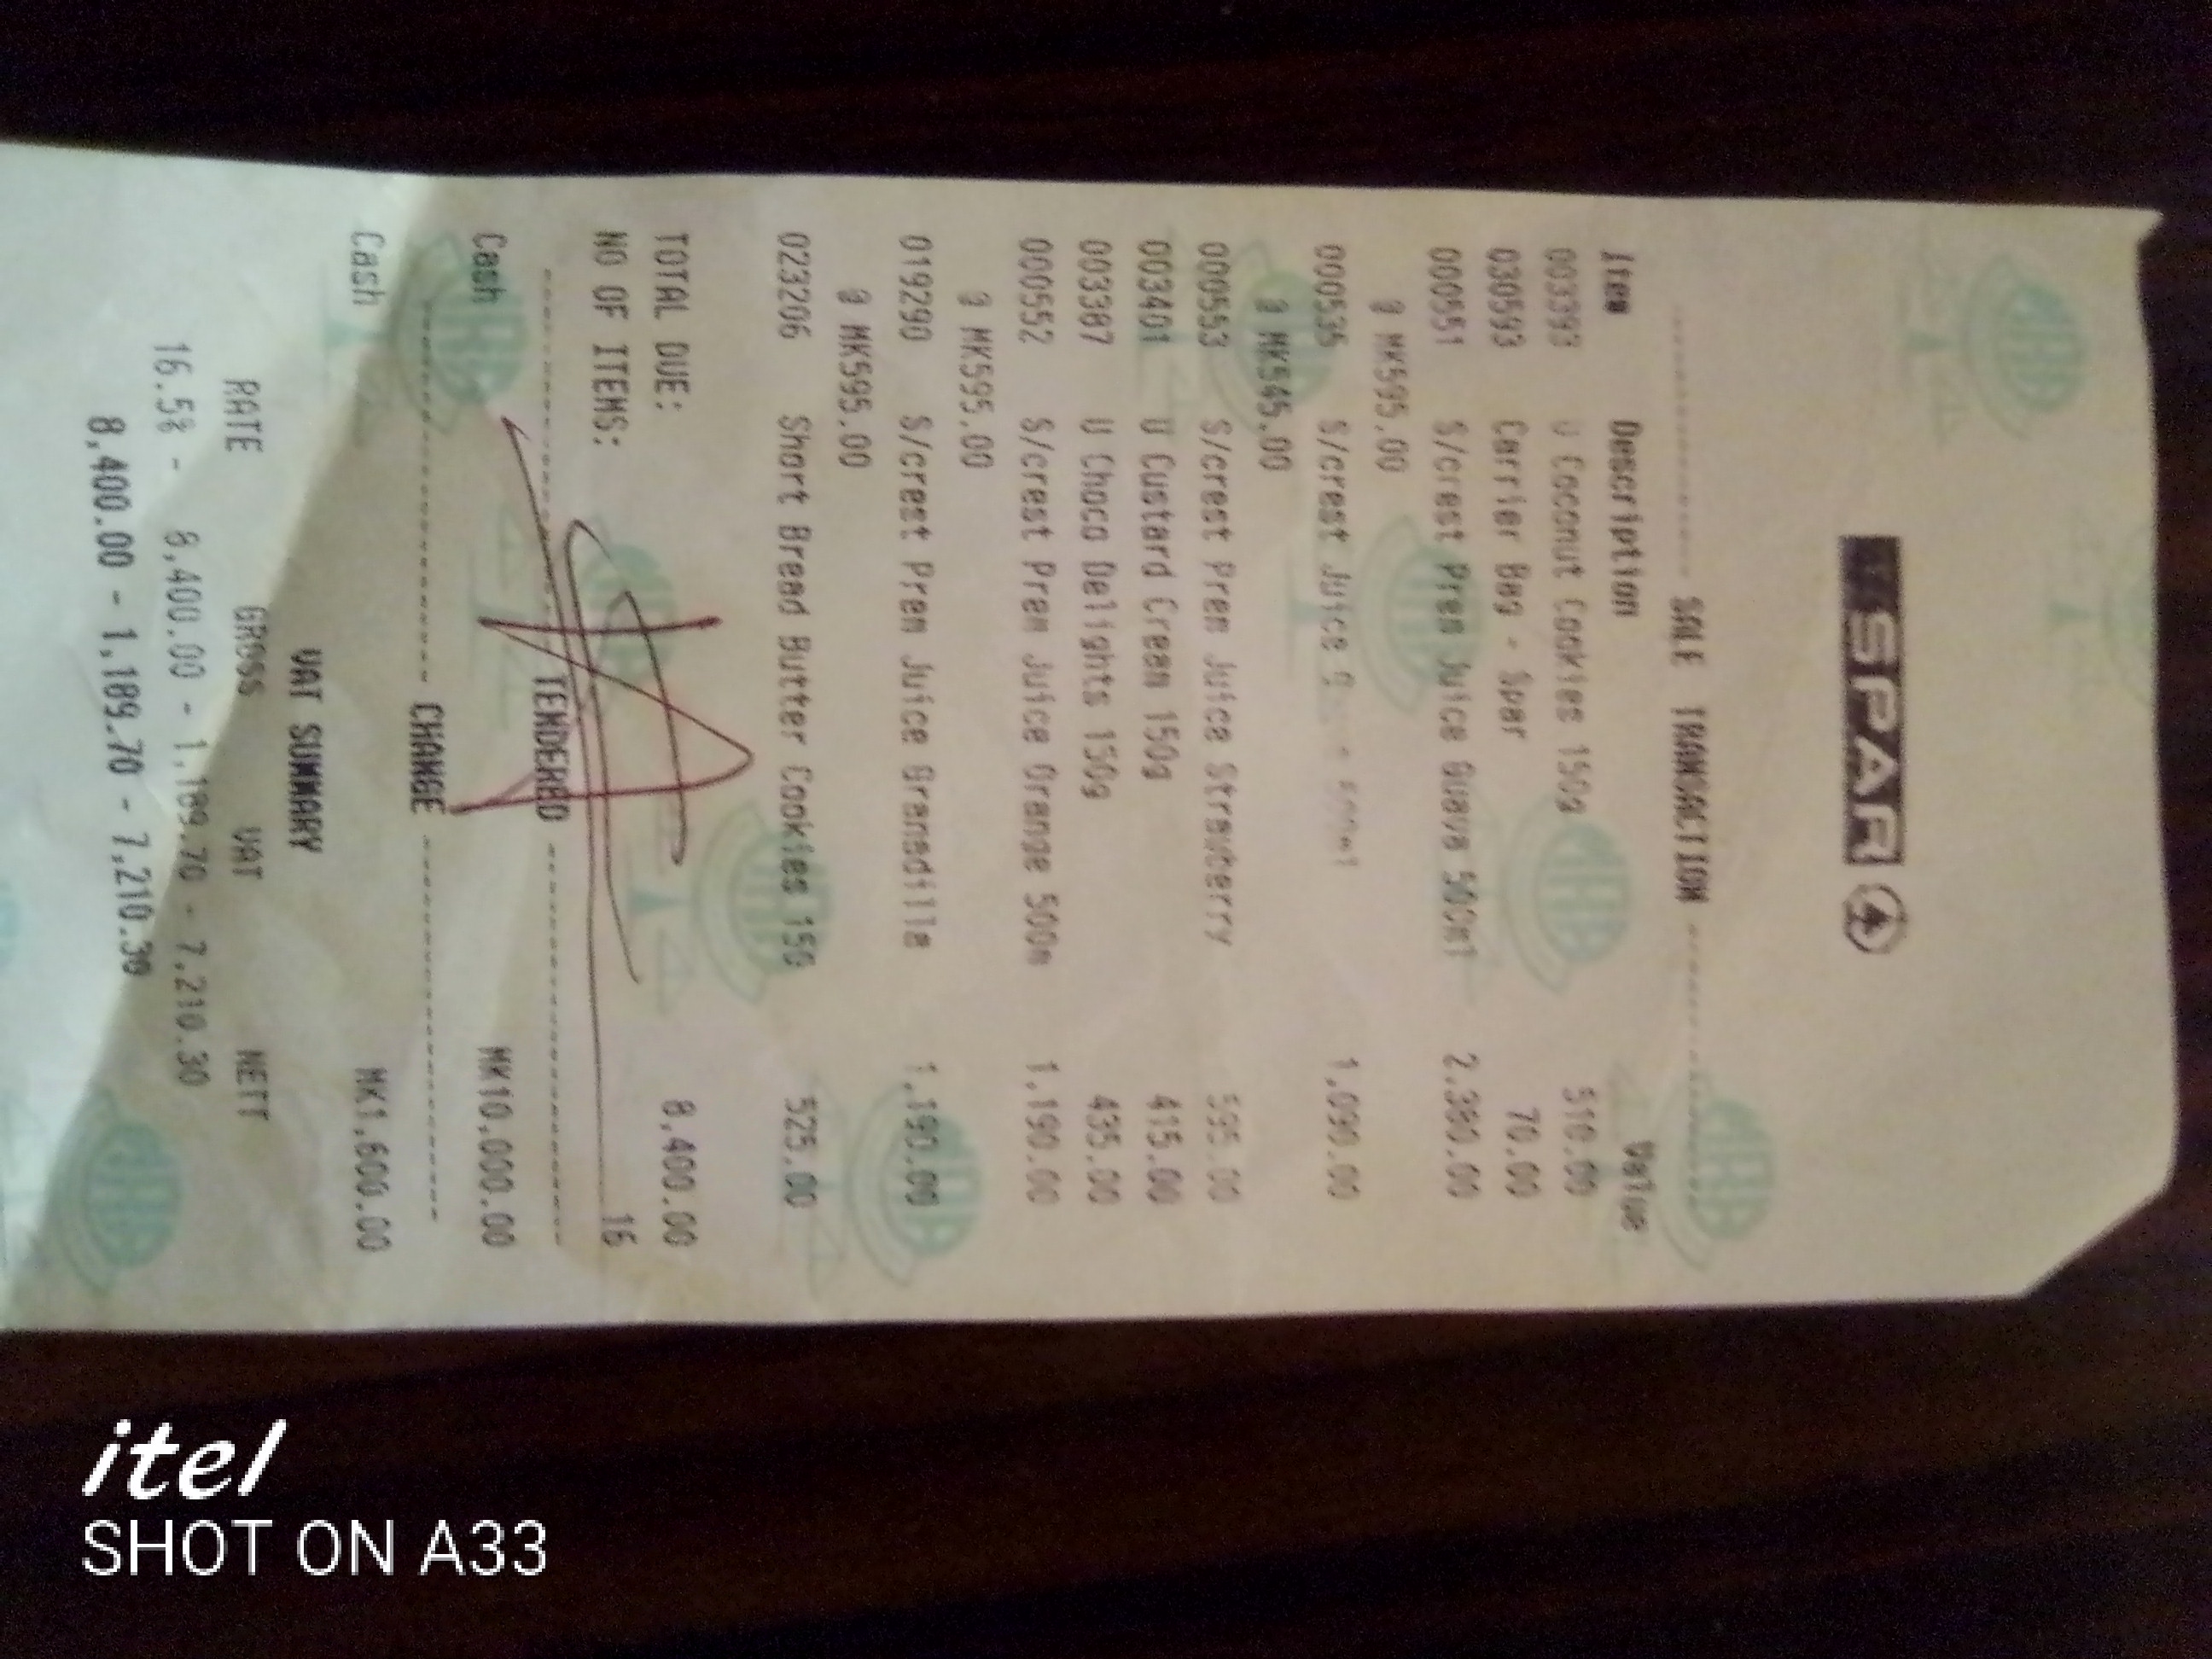 SPAR
SALE TRANSACTION
Item Description Value
003393 U Coconut Cookies 150g 510.00
030593 Carrier Bag - Spar 70.00
000551 S/crest Prem Juice Guava 500ml 2,380.00
@ MK595.00
000535 S/crest Juice 500ml 1,090.00
@ MK545.00
000553 S/crest Prem Juice Strawberry 595.00
003401 U Custard Cream 150g 415.00
003387 U Choco Delights 150g 435.00
000552 S/crest Prem Juice Orange 500m 1,190.00
@ MK595.00
019290 S/crest Prem Juice Granadilla 1,190.00
@ MK595.00
023206 Short Bread Butter Cookies 150 525.00
TOTAL DUE: 8,400.00
NO OF ITEMS: 16
TENDERED
Cash MK10,000.00
CHANGE
Cash MK1,600.00
VAT SUMMARY
RATE GROSS VAT NETT
16.5% - 8,400.00 - 1,189.70 - 7,210.30
8,400.00 - 1,189.70 - 7,210.30
itel
SHOT ON A33